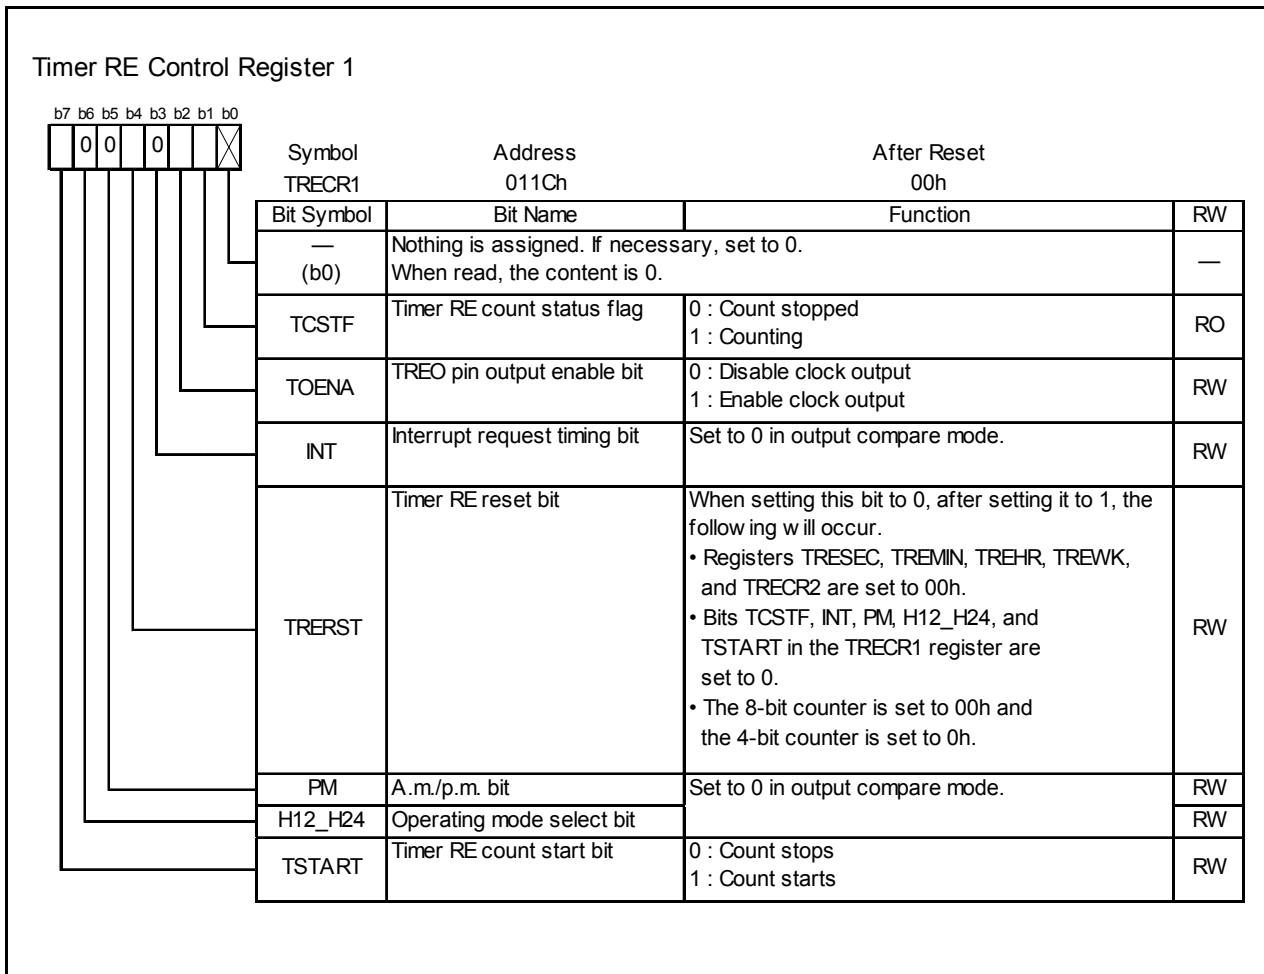 Timer RE Control Register 1
b7 b6 b5 b4 b3 b2 b1 b0
0 0 0
Symbol Address After Reset
TRECR1 011Ch 00h
Bit Symbol Bit Name Function RW
—
(b0)
Nothing is assigned. If necessary, set to 0.
When read, the content is 0.
—
TCSTF
Timer RE count status flag
0 : Count stopped
1 : Counting
RO
TOENA
TREO pin output enable bit
0 : Disable clock output
1 : Enable clock output
RW
INT
Interrupt request timing bit
Set to 0 in output compare mode.
RW
TRERST
Timer RE reset bit
When setting this bit to 0, after setting it to 1, the
following will occur.
• Registers TRESEC, TREMIN, TREHR, TREWK,
and TRECR2 are set to 00h.
• Bits TCSTF, INT, PM, H12_H24, and
TSTART in the TRECR1 register are
set to 0.
• The 8-bit counter is set to 00h and
the 4-bit counter is set to 0h.
RW
PM A.m./p.m. bit Set to 0 in output compare mode. RW
H12_H24 Operating mode select bit RW
TSTART
Timer RE count start bit
0 : Count stops
1 : Count starts
RW